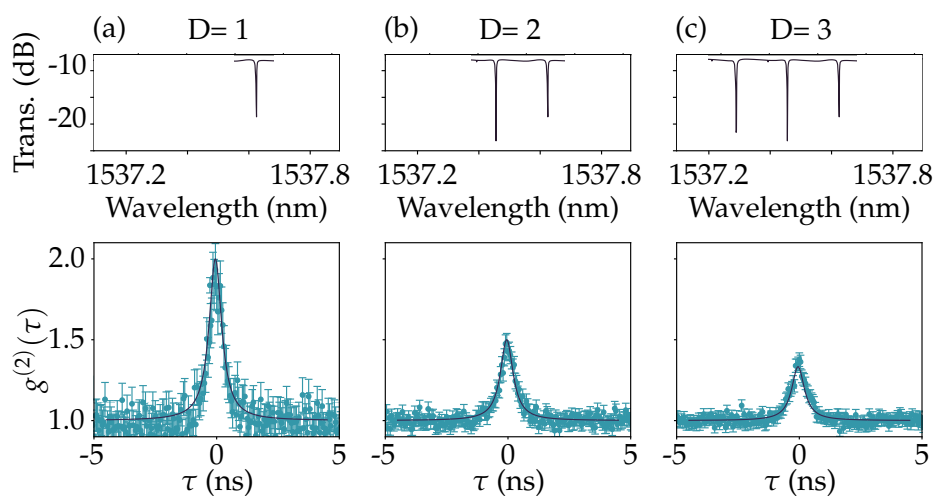 (a) D= 1 (b) D= 2 (c) D= 3
Trans. (dB)
-10
-20
1537.2 1537.8 1537.2 1537.8 1537.2 1537.8
Wavelength (nm) Wavelength (nm) Wavelength (nm)
g⁽²⁾(τ)
2.0
1.5
1.0
-5 0 5 -5 0 5 -5 0 5
τ (ns) τ (ns) τ (ns)